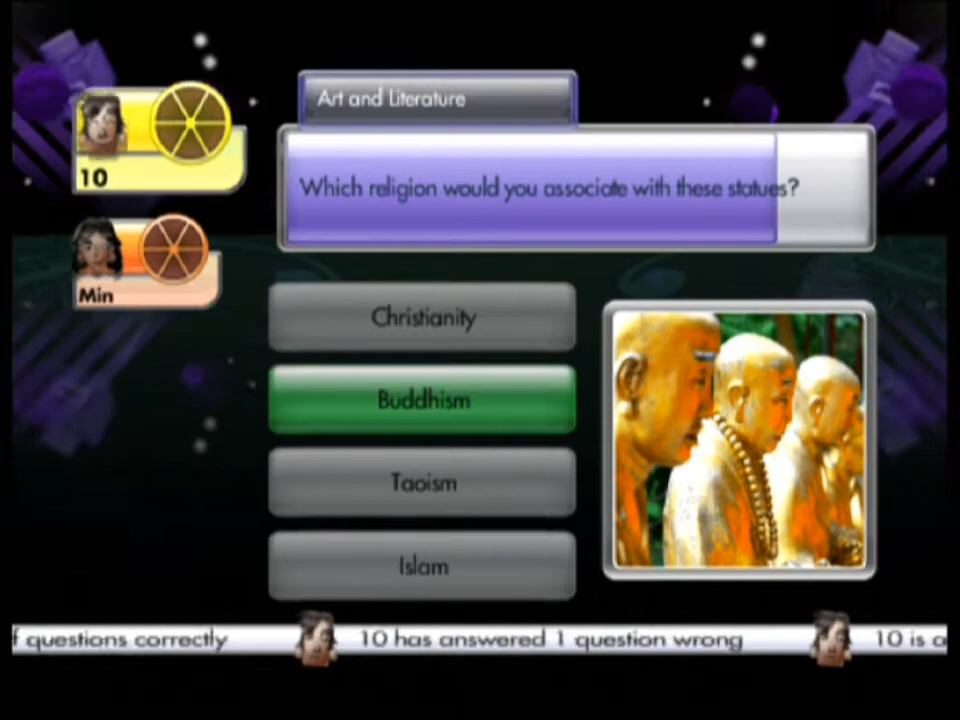 Art and Literature
10
Which religion would you associate with these statues?
Min
Christianity
Buddhism
Taoism
Islam
f questions correctly 10 has answered 1 question wrong 10 is